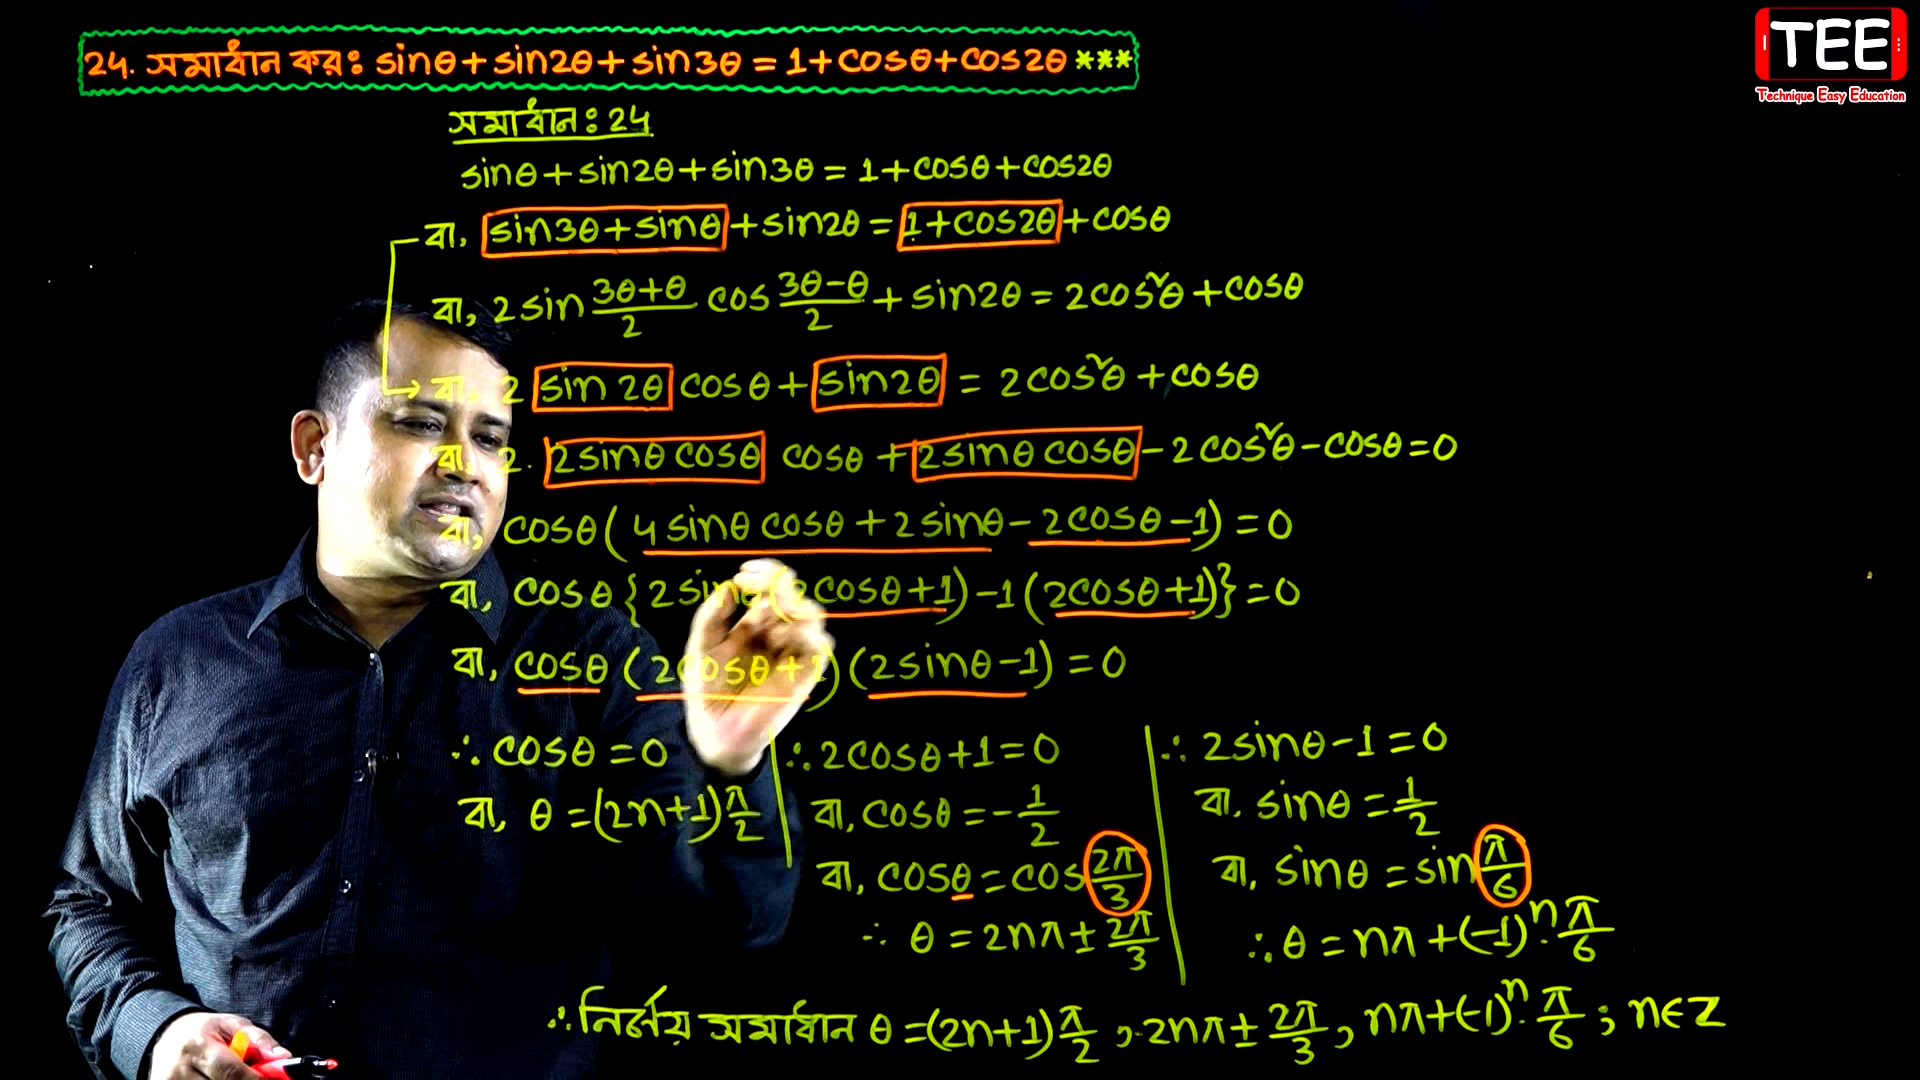 24. সমাধান করঃ sinθ+sin2θ+sin3θ = 1+cosθ+cos2θ ***
TEE
Technique Easy Education
সমাধানঃ 24
sinθ+sin2θ+sin3θ = 1+cosθ+cos2θ
বা, sin3θ+sinθ +sin2θ = 1+cos2θ +cosθ
বা, 2sin (3θ+θ)/2 cos (3θ-θ)/2 + sin2θ = 2cos²θ +cosθ
বা, 2 sin 2θ cosθ + sin2θ = 2cos²θ +cosθ
বা, 2. 2sinθ cosθ cosθ + 2sinθ cosθ - 2cos²θ - cosθ = 0
বা, cosθ ( 4sinθ cosθ + 2sinθ - 2cosθ -1) = 0
বা, cosθ {2sinθ (2cosθ+1) -1 (2cosθ+1)} = 0
বা, cosθ (2cosθ+1) (2sinθ -1) = 0
∴ cosθ = 0
বা, θ = (2n+1) π/2
∴ 2cosθ+1 = 0
বা, cosθ = - 1/2
বা, cosθ = cos 2π/3
∴ θ = 2nπ ± 2π/3
∴ 2sinθ -1 = 0
বা, sinθ = 1/2
বা, sinθ = sin π/6
∴ θ = nπ + (-1)ⁿ. π/6
∴ নির্ণেয় সমাধান θ = (2n+1) π/2 , 2nπ ± 2π/3 , nπ+(-1)ⁿ. π/6 ; n∈Z